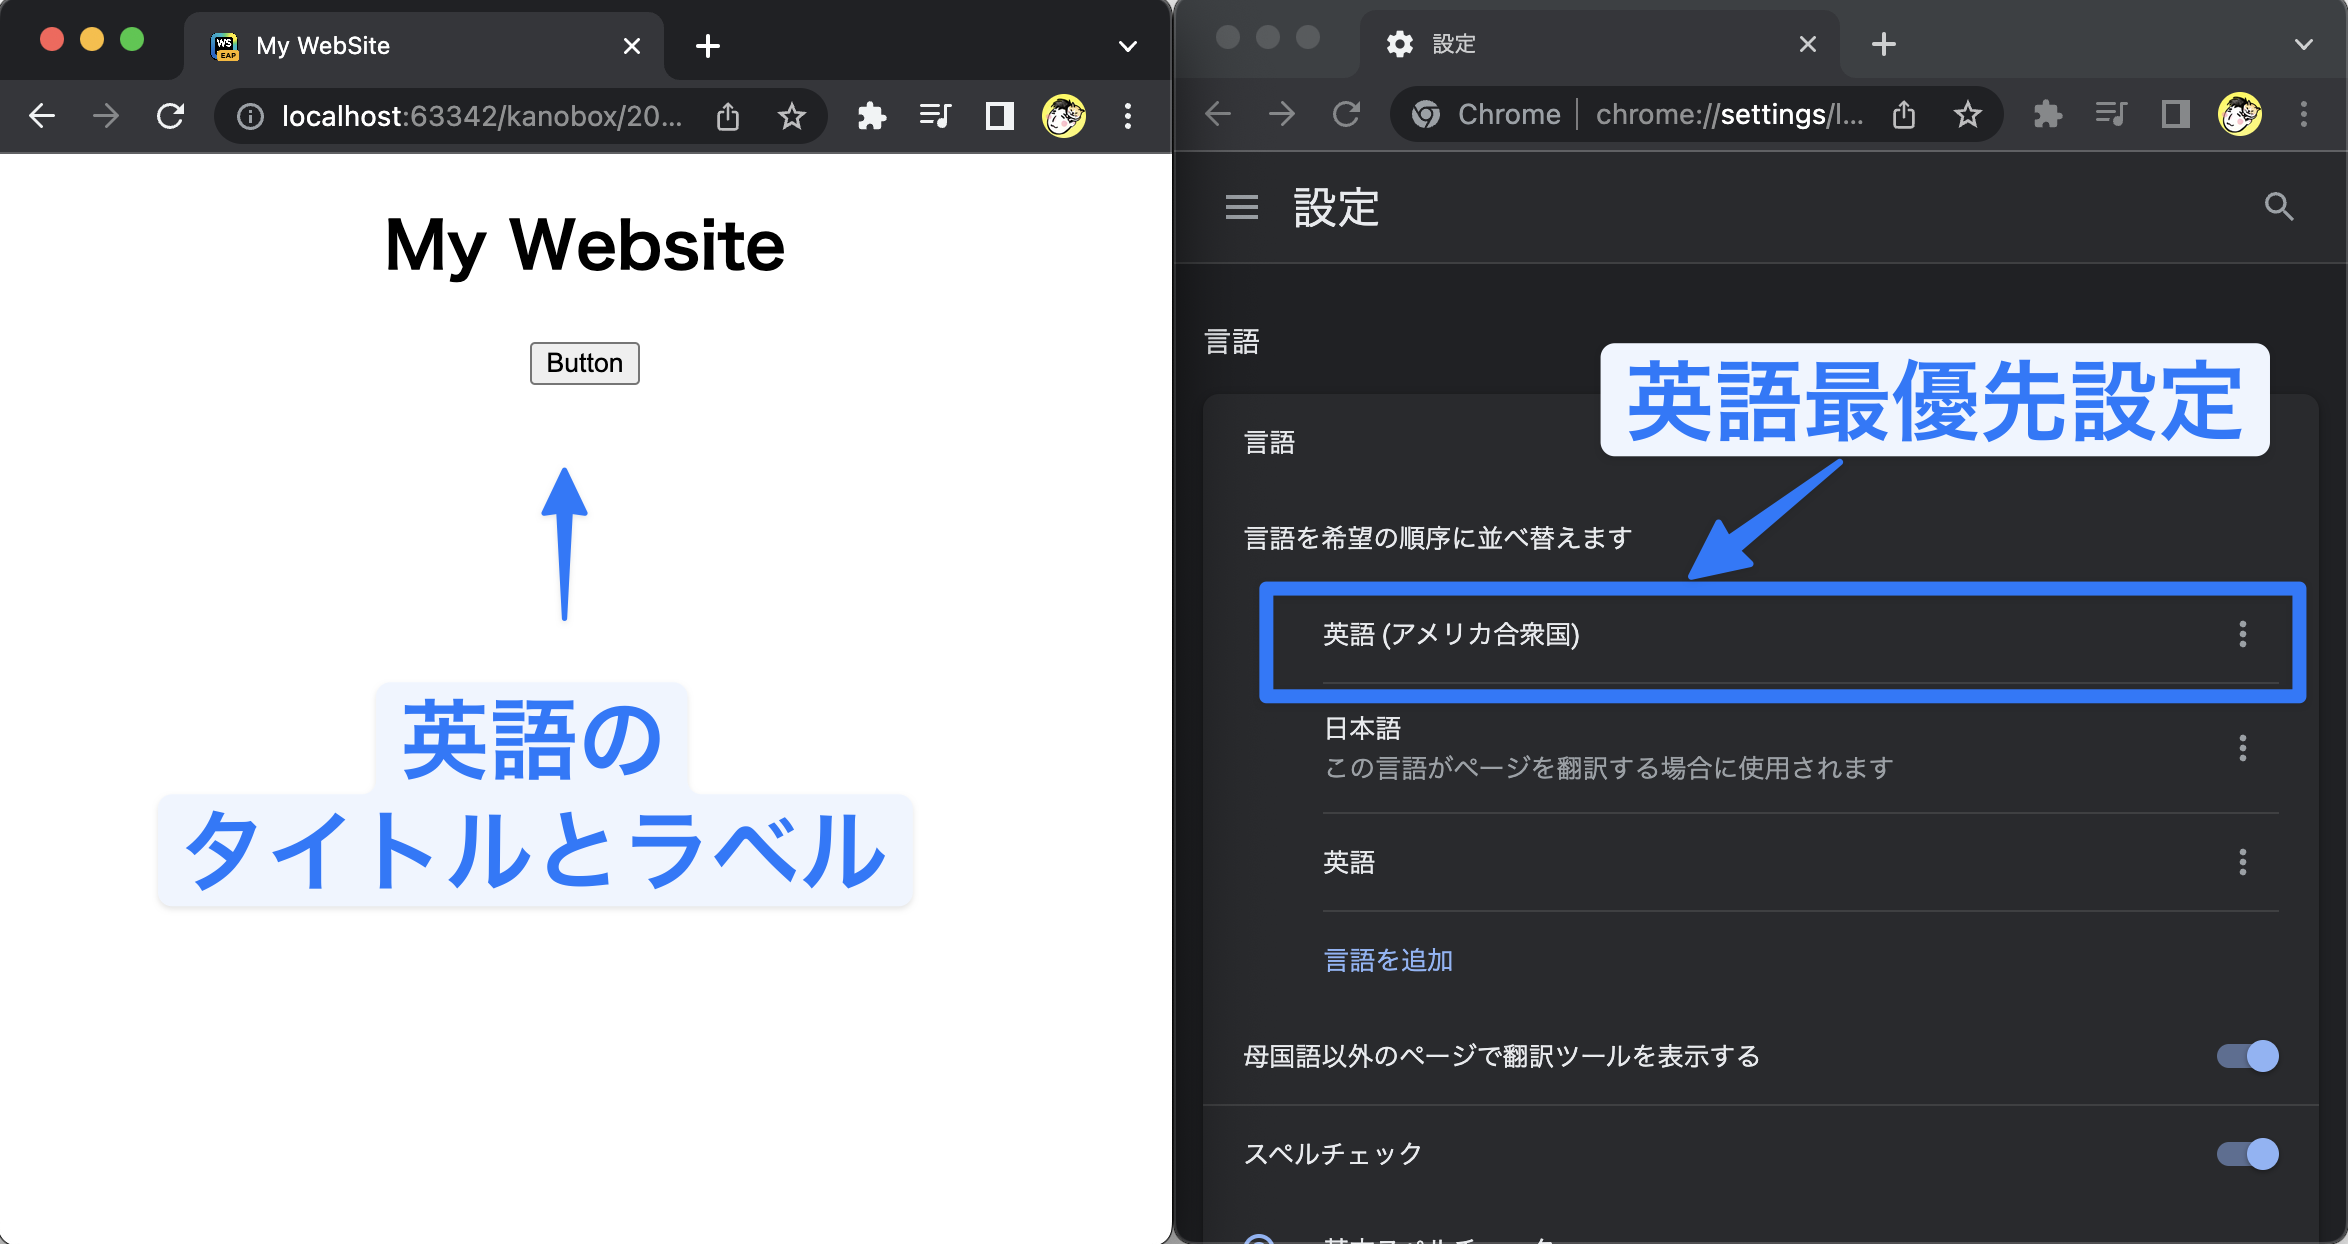 My WebSite
localhost:63342/kanobox/20...
My Website
Button
英語の
タイトルとラベル
設定
Chrome
chrome://settings/l...
設定
言語
英語最優先設定
言語
言語を希望の順序に並べ替えます
英語 (アメリカ合衆国)
日本語
この言語がページを翻訳する場合に使用されます
英語
言語を追加
母国語以外のページで翻訳ツールを表示する
スペルチェック